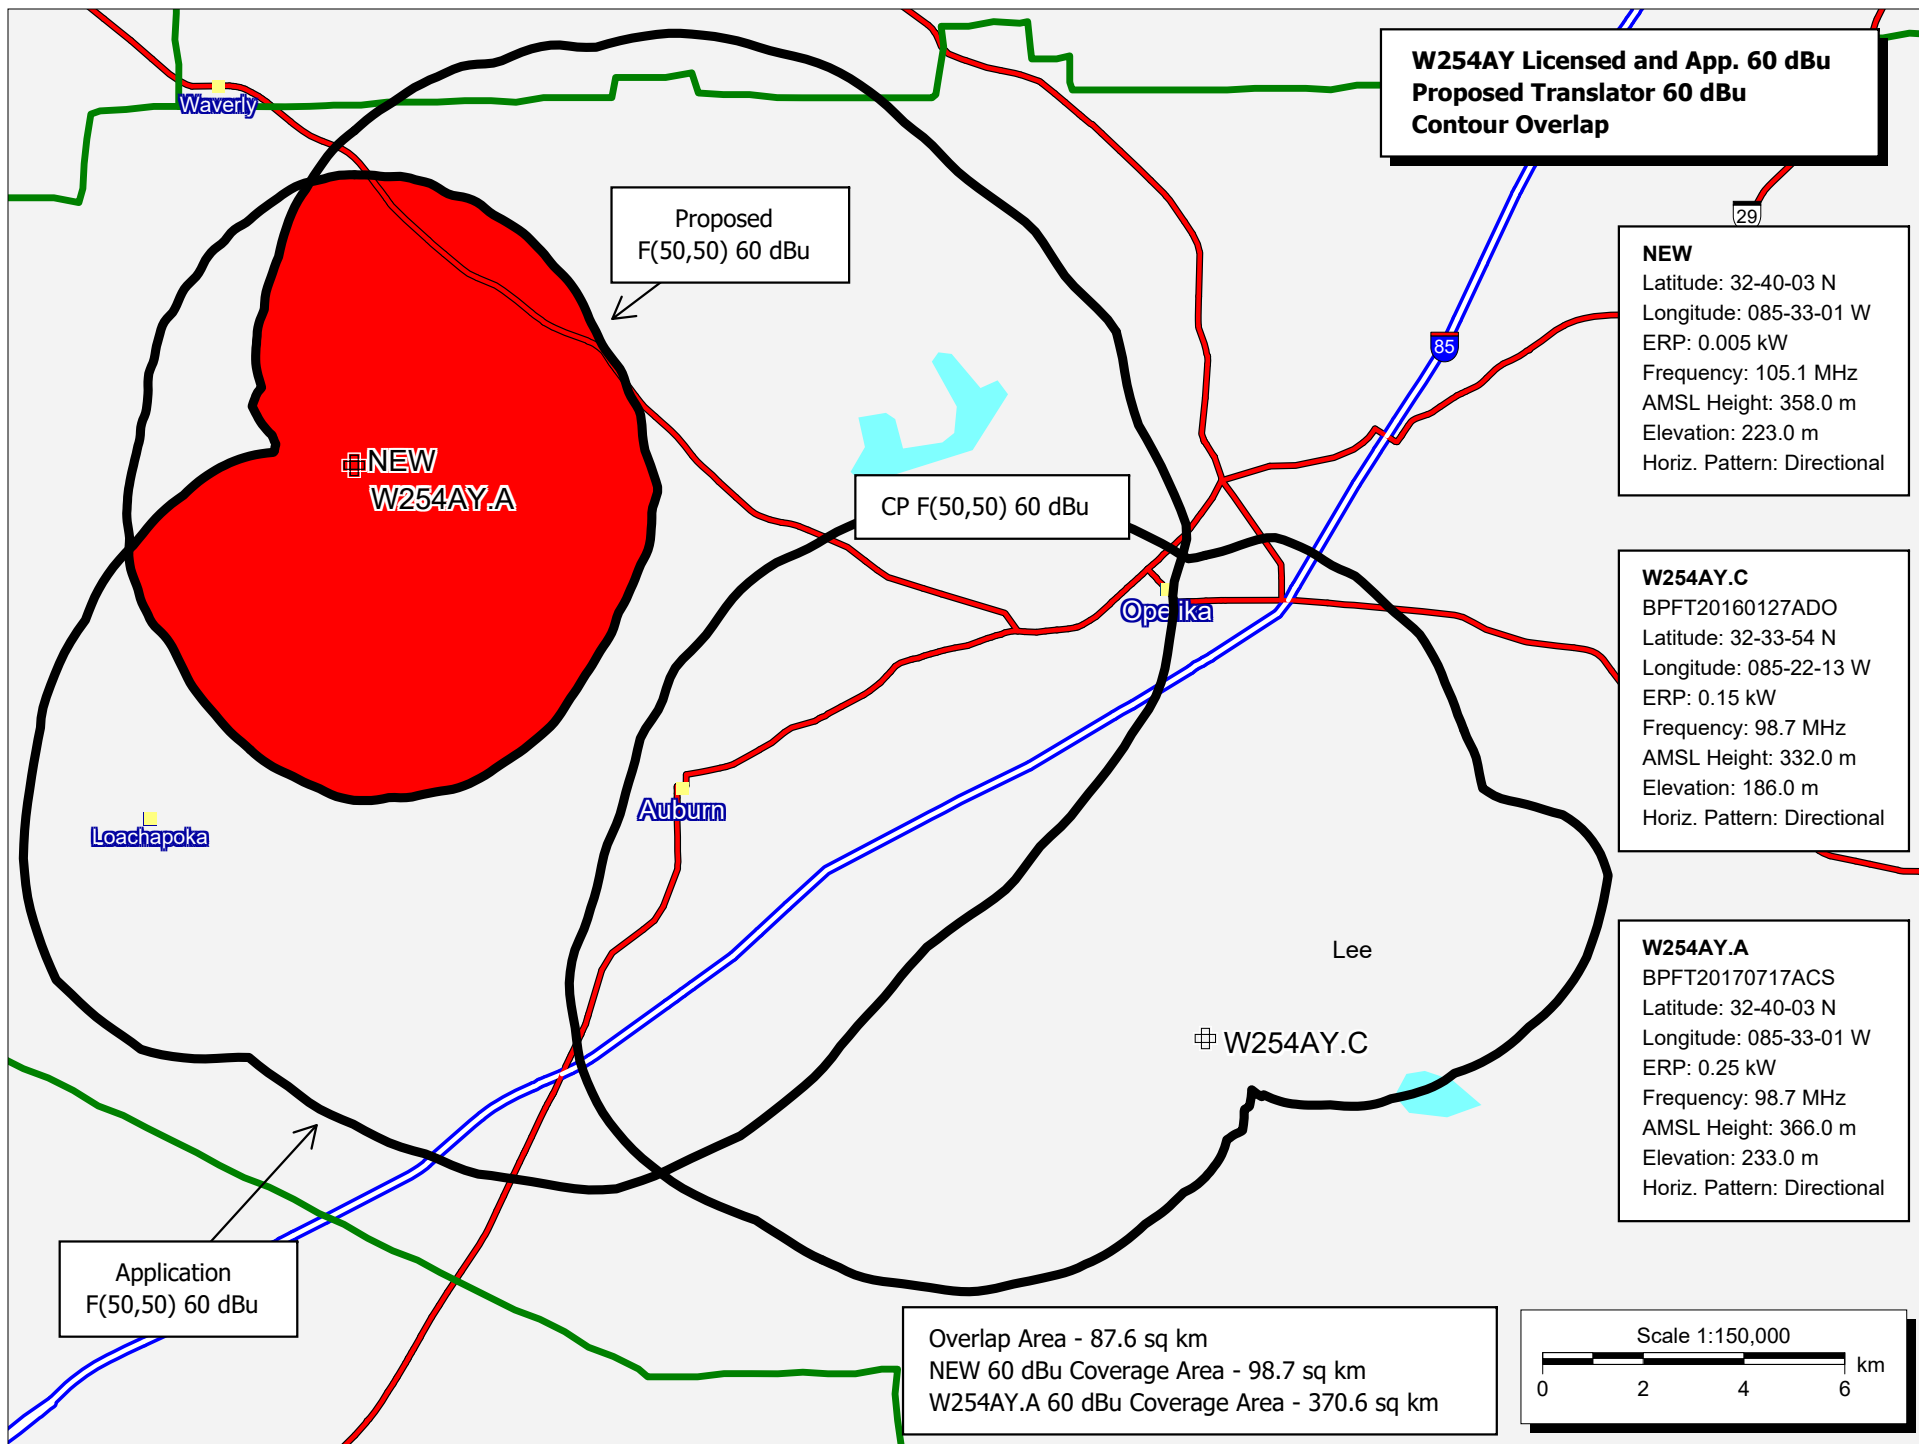 W254AY Licensed and App. 60 dBu
Proposed Translator 60 dBu
Contour Overlap
Waverly
Proposed
F(50,50) 60 dBu
29
NEW
Latitude: 32-40-03 N
Longitude: 085-33-01 W
ERP: 0.005 kW
Frequency: 105.1 MHz
AMSL Height: 358.0 m
Elevation: 223.0 m
Horiz. Pattern: Directional
85
NEW
W254AY.A
CP F(50,50) 60 dBu
Opelika
W254AY.C
BPFT20160127ADO
Latitude: 32-33-54 N
Longitude: 085-22-13 W
ERP: 0.15 kW
Frequency: 98.7 MHz
AMSL Height: 332.0 m
Elevation: 186.0 m
Horiz. Pattern: Directional
Auburn
Loachapoka
Lee
W254AY.C
W254AY.A
BPFT20170717ACS
Latitude: 32-40-03 N
Longitude: 085-33-01 W
ERP: 0.25 kW
Frequency: 98.7 MHz
AMSL Height: 366.0 m
Elevation: 233.0 m
Horiz. Pattern: Directional
Application
F(50,50) 60 dBu
Overlap Area - 87.6 sq km
NEW 60 dBu Coverage Area - 98.7 sq km
W254AY.A 60 dBu Coverage Area - 370.6 sq km
Scale 1:150,000
km
0 2 4 6